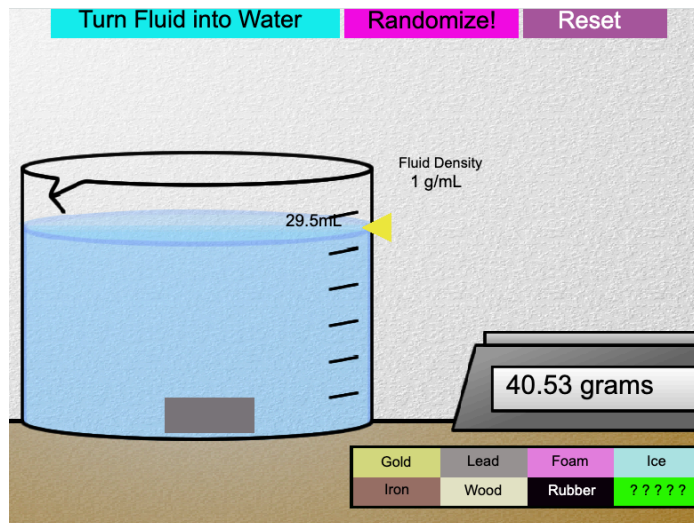 Turn Fluid into Water
Randomize!
Reset
Fluid Density
1 g/mL
29.5mL
40.53 grams
Gold
Lead
Foam
Ice
Iron
Wood
Rubber
? ? ? ? ?